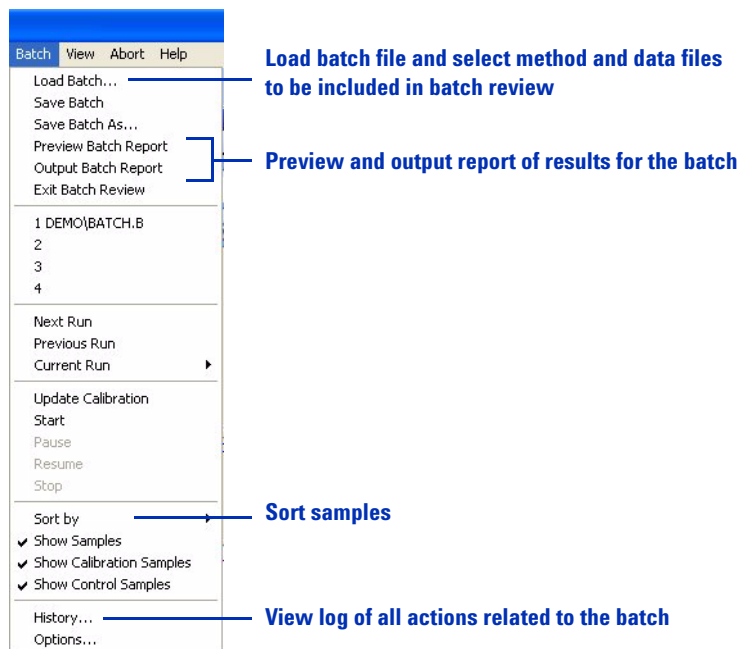 Batch View Abort Help
Load Batch...
Save Batch
Save Batch As...
Preview Batch Report
Output Batch Report
Exit Batch Review
1 DEMO\BATCH.B
2
3
4
Next Run
Previous Run
Current Run
Update Calibration
Start
Pause
Resume
Stop
Sort by
Show Samples
Show Calibration Samples
Show Control Samples
History...
Options...
Load batch file and select method and data files
to be included in batch review
Preview and output report of results for the batch
Sort samples
View log of all actions related to the batch